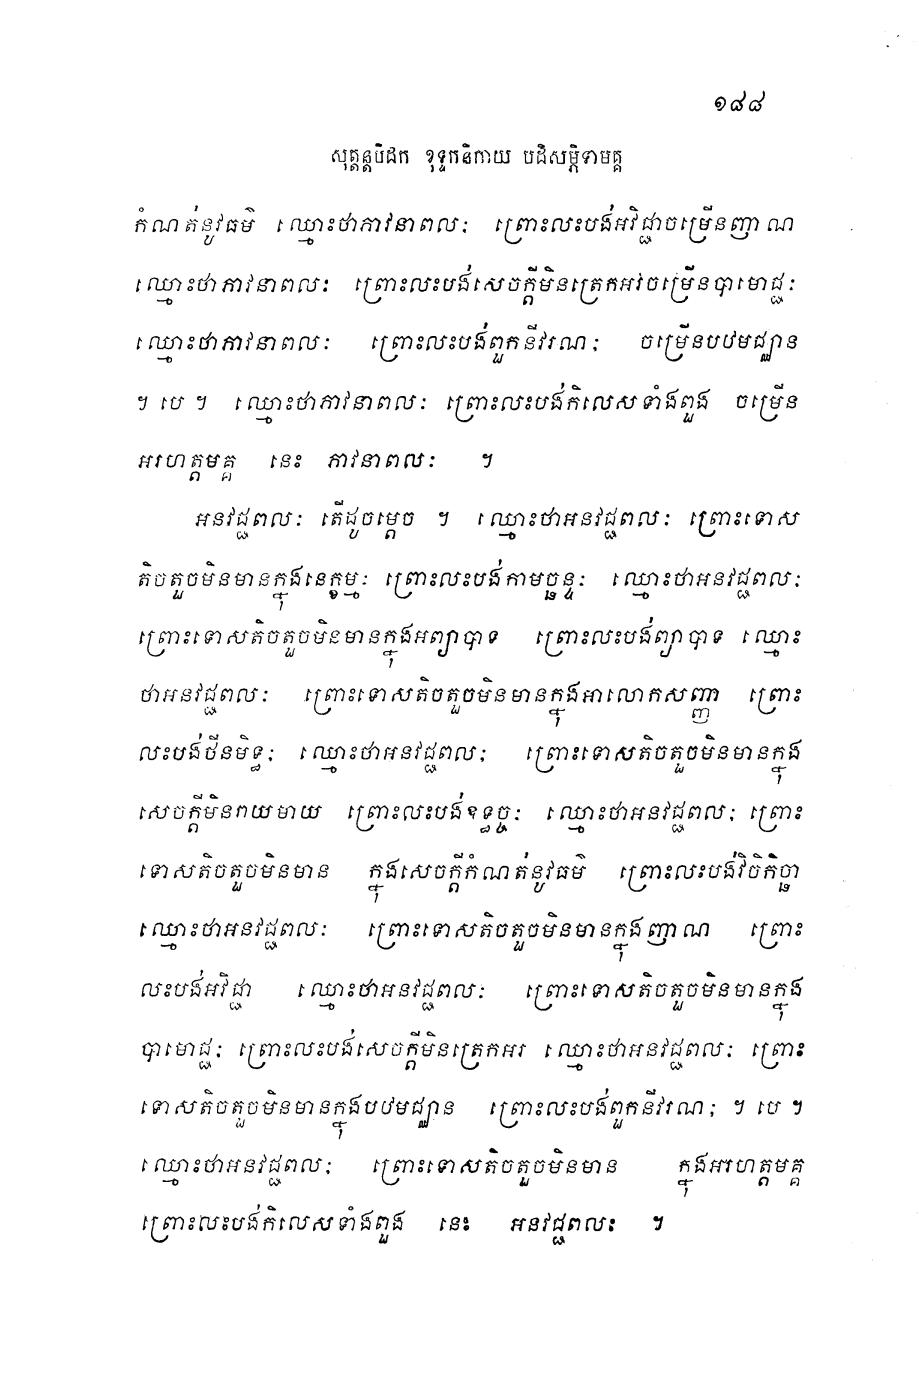 ១៨៨
សុត្តន្តបិដក ខុទ្ទកនិកាយ បដិសម្ភិទាមគ្គ
កំណត់នូវធម៌ ឈ្មោះថាភាវនាពលៈ ព្រោះលះបង់អវិជ្ជាចម្រើនញាណ
ឈ្មោះថាភាវនាពលៈ ព្រោះលះបង់សេចក្តីមិនត្រេកអរចម្រើនបាមោជ្ជៈ
ឈ្មោះថាភាវនាពលៈ ព្រោះលះបង់ពួកនីវរណៈ ចម្រើនបឋមជ្ឈាន
។ បេ ។ ឈ្មោះថាភាវនាពលៈ ព្រោះលះបង់កិលេសទាំងពួង ចម្រើន
អរហត្តមគ្គ នេះ ភាវនាពលៈ ។
អនវជ្ជពលៈ តើដូចម្តេច ។ ឈ្មោះថាអនវជ្ជពលៈ ព្រោះទោស
តិចតួចមិនមានក្នុងនេក្ខម្មៈ ព្រោះលះបង់កាមច្ឆន្ទៈ ឈ្មោះថាអនវជ្ជពលៈ
ព្រោះទោសតិចតួចមិនមានក្នុងអព្យាបាទ ព្រោះលះបង់ព្យាបាទ ឈ្មោះ
ថាអនវជ្ជពលៈ ព្រោះទោសតិចតួចមិនមានក្នុងអាលោកសញ្ញា ព្រោះ
លះបង់ថីនមិទ្ធៈ ឈ្មោះថាអនវជ្ជពលៈ ព្រោះទោសតិចតួចមិនមានក្នុង
សេចក្តីមិនរាយមាយ ព្រោះលះបង់ឧទ្ធច្ចៈ ឈ្មោះថាអនវជ្ជពលៈ ព្រោះ
ទោសតិចតួចមិនមាន ក្នុងសេចក្តីកំណត់នូវធម៌ ព្រោះលះបង់វិចិកិច្ឆា
ឈ្មោះថាអនវជ្ជពលៈ ព្រោះទោសតិចតួចមិនមានក្នុងញាណ ព្រោះ
លះបង់អវិជ្ជា ឈ្មោះថាអនវជ្ជពលៈ ព្រោះទោសតិចតួចមិនមានក្នុង
បាមោជ្ជៈ ព្រោះលះបង់សេចក្តីមិនត្រេកអរ ឈ្មោះថាអនវជ្ជពលៈ ព្រោះ
ទោសតិចតួចមិនមានក្នុងបឋមជ្ឈាន ព្រោះលះបង់ពួកនីវរណៈ ។ បេ ។
ឈ្មោះថាអនវជ្ជពលៈ ព្រោះទោសតិចតួចមិនមាន ក្នុងអរហត្តមគ្គ
ព្រោះលះបង់កិលេសទាំងពួង នេះ អនវជ្ជពលៈ ។